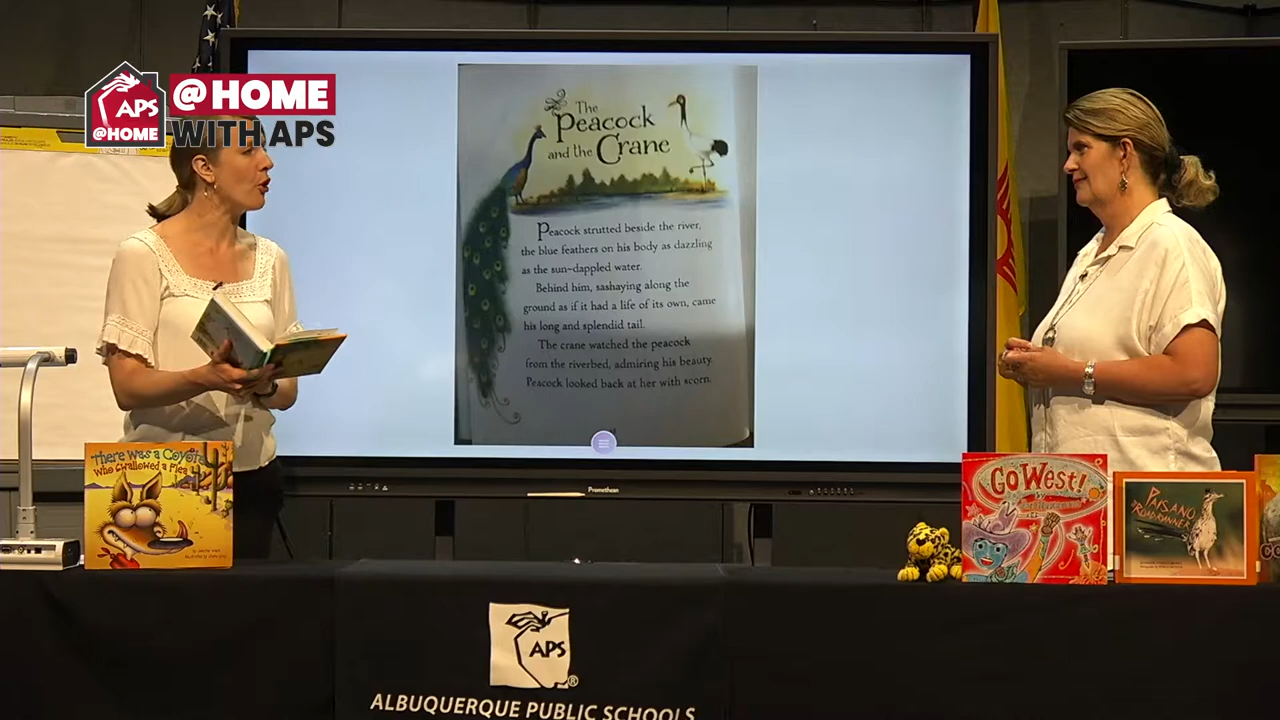 APS
@HOME
@HOME
WITH APS
The
Peacock
and the Crane
Peacock strutted beside the river,
the blue feathers on his body as dazzling
as the sun-dappled water.
Behind him, sashaying along the
ground as if it had a life of its own, came
his long and splendid tail.
The crane watched the peacock
from the riverbed, admiring his beauty.
Peacock looked back at her with scorn.
Promethean
There Was a Coyote
Who Swallowed a Flea
Go West!
PAISANO
ROADRUNNER
APS
®
ALBUQUERQUE PUBLIC SCHOOLS